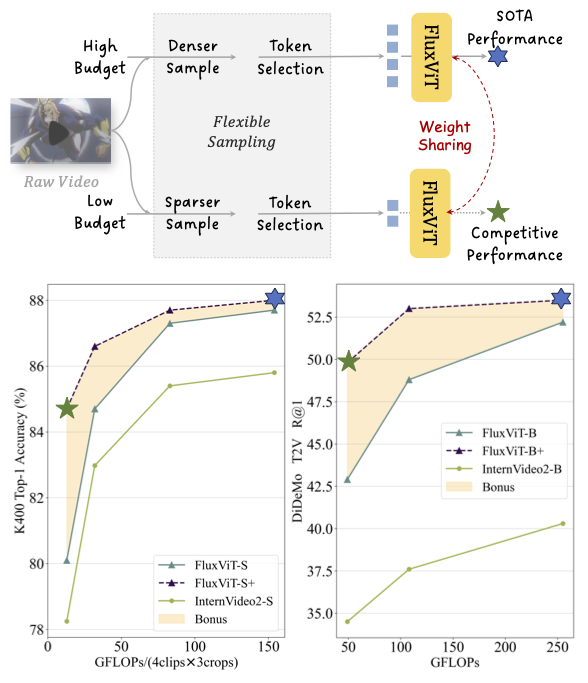 High
Budget
Denser
Sample
Token
Selection
FluxViT
SOTA
Performance
Flexible
Sampling
Weight
Sharing
Raw Video
Low
Budget
Sparser
Sample
Token
Selection
FluxViT
Competitive
Performance
K400 Top-1 Accuracy (%)
88
86
84
82
80
78
FluxViT-S
FluxViT-S+
InternVideo2-S
Bonus
0
50
100
150
GFLOPs/(4clips×3crops)
DiDeMo T2V R@1
52.5
50.0
47.5
45.0
42.5
40.0
37.5
35.0
FluxViT-B
FluxViT-B+
InternVideo2-B
Bonus
50
100
150
200
250
GFLOPs